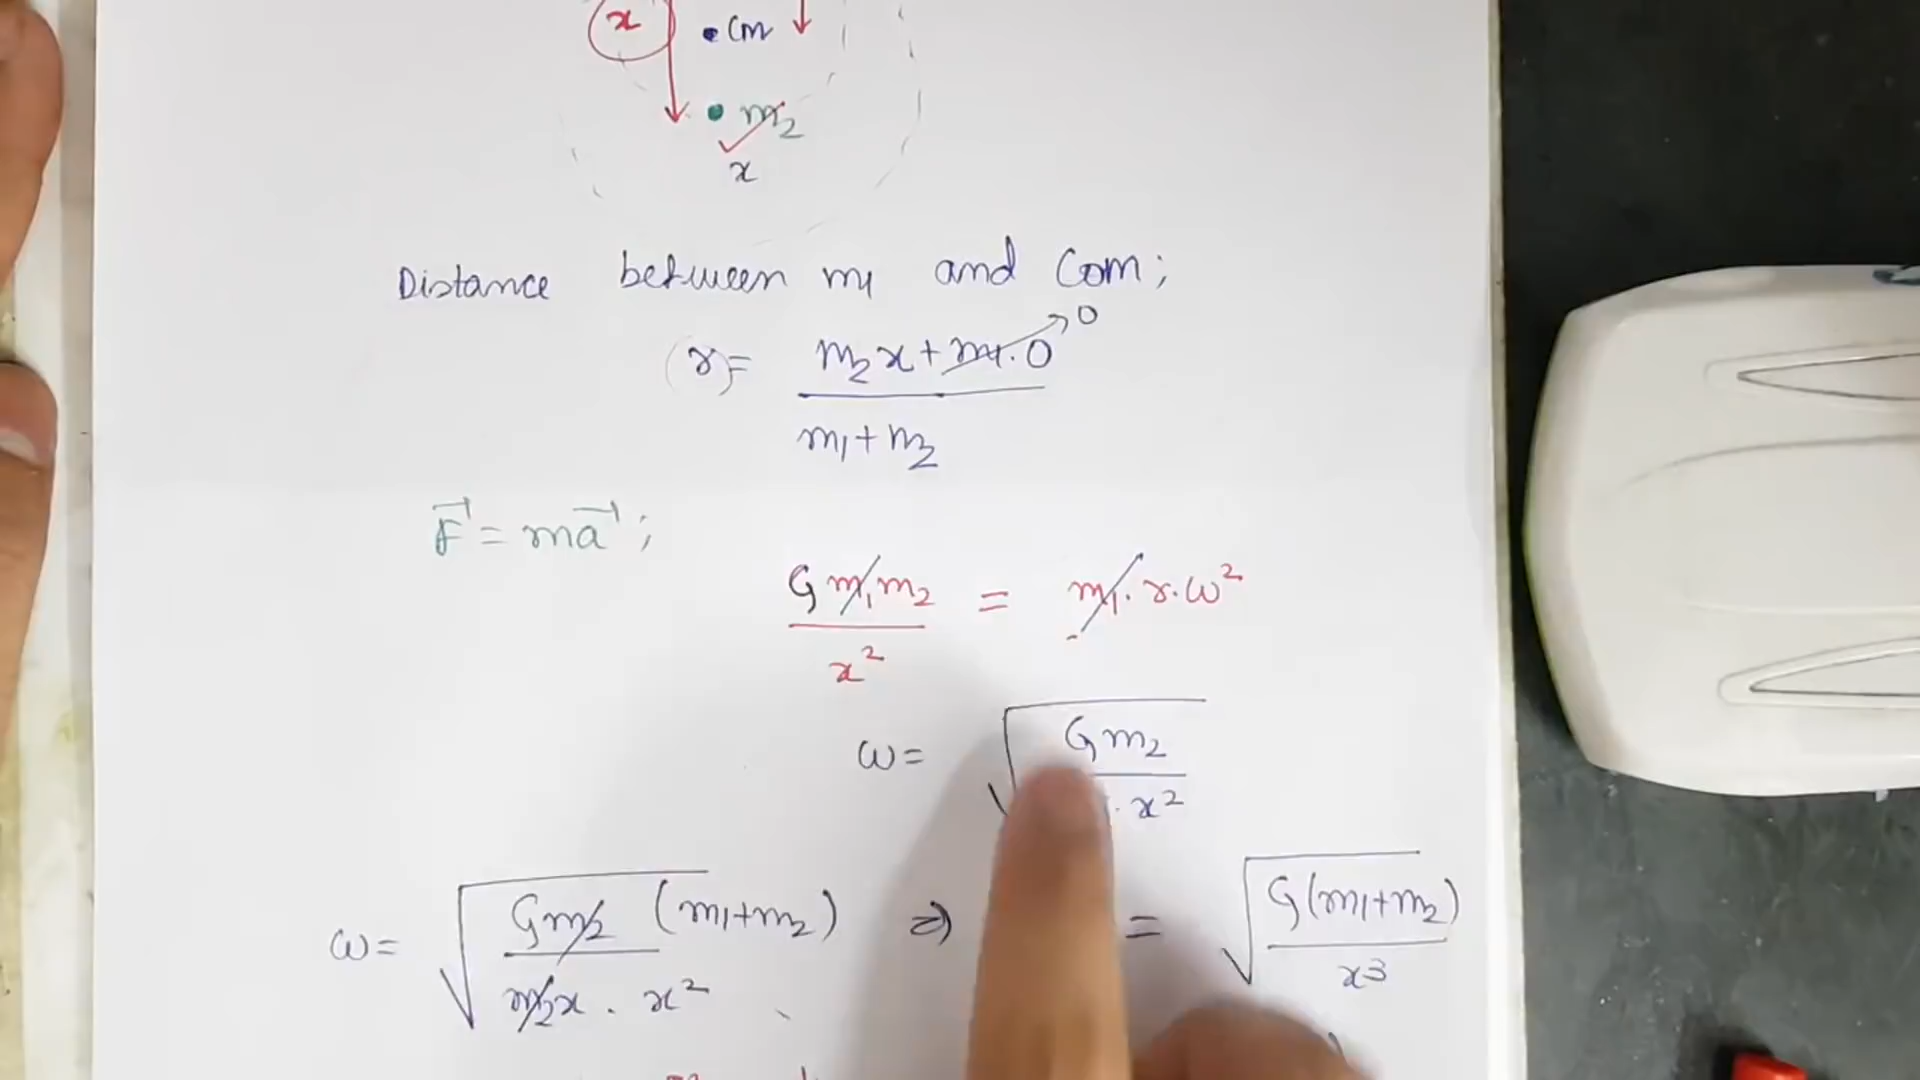 x • Cm
• m2
x
Distance between m1 and Com;
(r)= m2x+m1.0 → 0 / m1+m2
F⃗ = ma⃗ ;
Gm1m2 / x² = m1.r.ω²
ω= √(Gm2 / . x²)
ω= √(Gm2 (m1+m2) / m2x . x²) ⇒ = √(G(m1+m2) / x3)